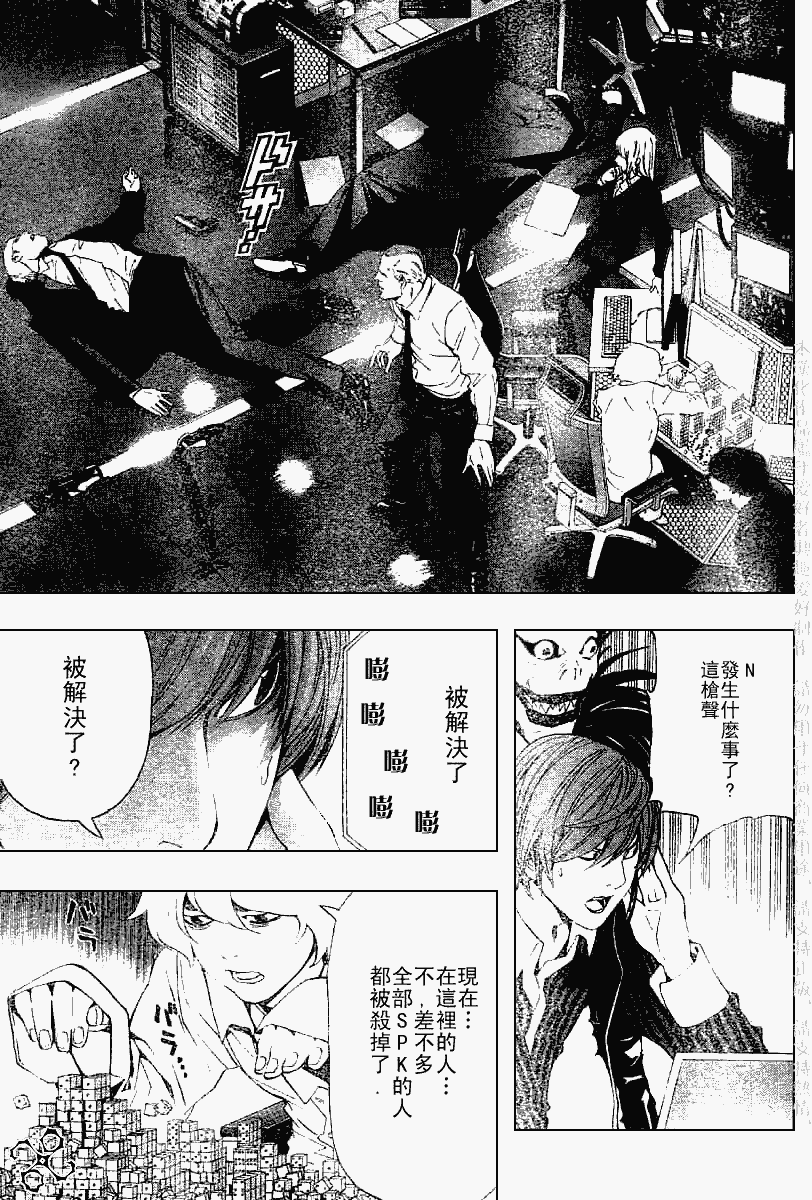 ドサ。
N
發生什麼事了?
這槍聲
被解決了
嘭
嘭
嘭
嘭
嘭
被解決了?
現在…
在這裡的人…
不,差不多
全部SPK的人
都被殺掉了.
バラ
バラ